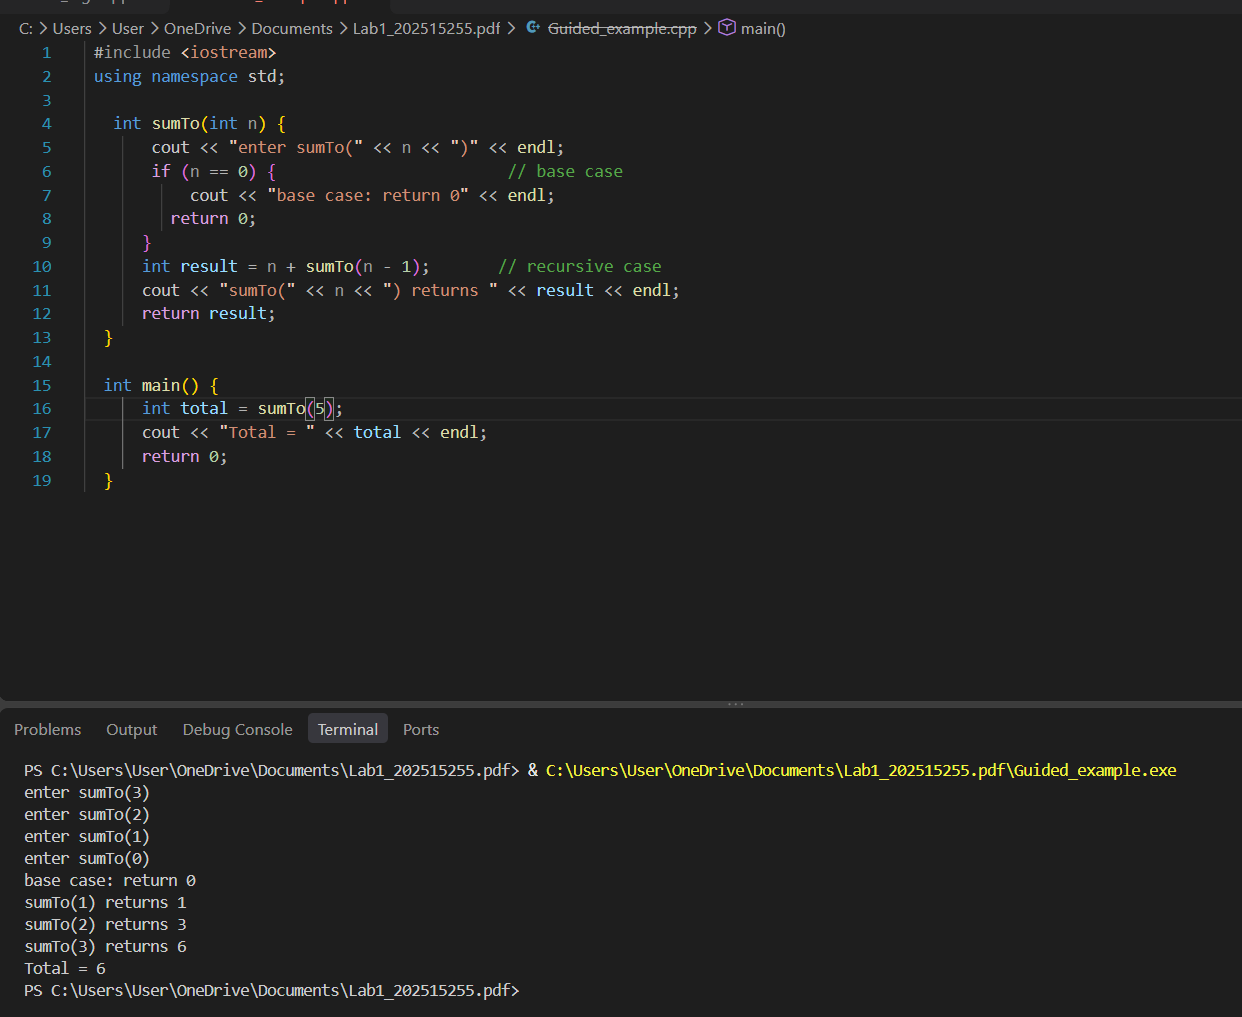 C: > Users > User > OneDrive > Documents > Lab1_202515255.pdf > Guided_example.cpp > main()
1 #include <iostream>
2 using namespace std;
3
4 int sumTo(int n) {
5 cout << "enter sumTo(" << n << ")" << endl;
6 if (n == 0) { // base case
7 cout << "base case: return 0" << endl;
8 return 0;
9 }
10 int result = n + sumTo(n - 1); // recursive case
11 cout << "sumTo(" << n << ") returns " << result << endl;
12 return result;
13 }
14
15 int main() {
16 int total = sumTo(5);
17 cout << "Total = " << total << endl;
18 return 0;
19 }
Problems Output Debug Console Terminal Ports
PS C:\Users\User\OneDrive\Documents\Lab1_202515255.pdf> & C:\Users\User\OneDrive\Documents\Lab1_202515255.pdf\Guided_example.exe
enter sumTo(3)
enter sumTo(2)
enter sumTo(1)
enter sumTo(0)
base case: return 0
sumTo(1) returns 1
sumTo(2) returns 3
sumTo(3) returns 6
Total = 6
PS C:\Users\User\OneDrive\Documents\Lab1_202515255.pdf>